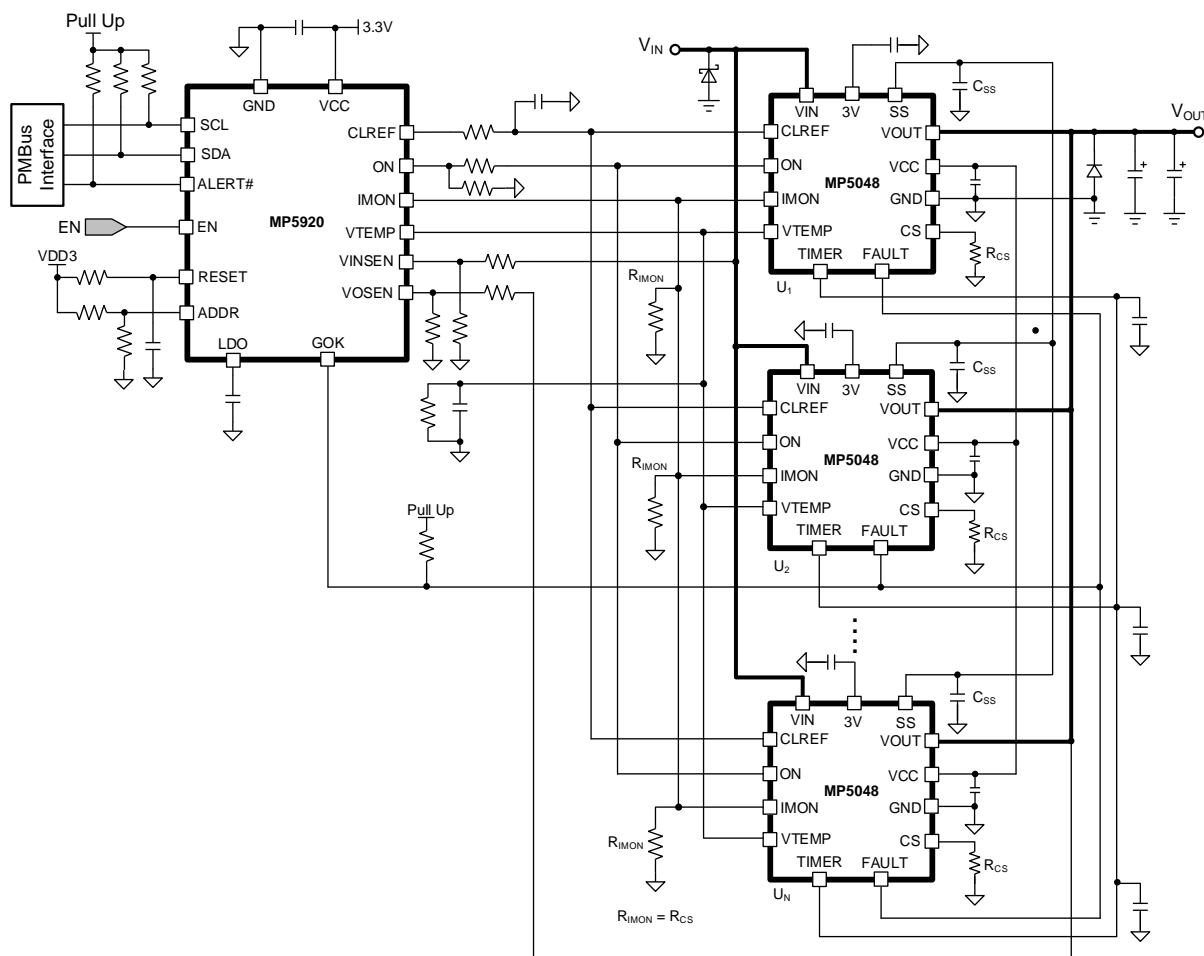 Pull Up
3.3V
GND
VCC
PMBus
Interface
SCL
SDA
ALERT#
EN
EN
VDD3
RESET
ADDR
LDO
GOK
MP5920
CLREF
ON
IMON
VTEMP
VINSEN
VOSEN
Pull Up
VIN
VIN
3V
SS
CSS
CLREF
ON
IMON
VTEMP
MP5048
VOUT
VCC
GND
CS
TIMER
FAULT
RCS
VOUT
U1
RIMON
VIN
3V
SS
CSS
CLREF
ON
IMON
VTEMP
MP5048
VOUT
VCC
GND
CS
TIMER
FAULT
RCS
U2
RIMON
VIN
3V
SS
CSS
CLREF
ON
IMON
VTEMP
MP5048
VOUT
VCC
GND
CS
TIMER
FAULT
RCS
UN
RIMON
RIMON = RCS